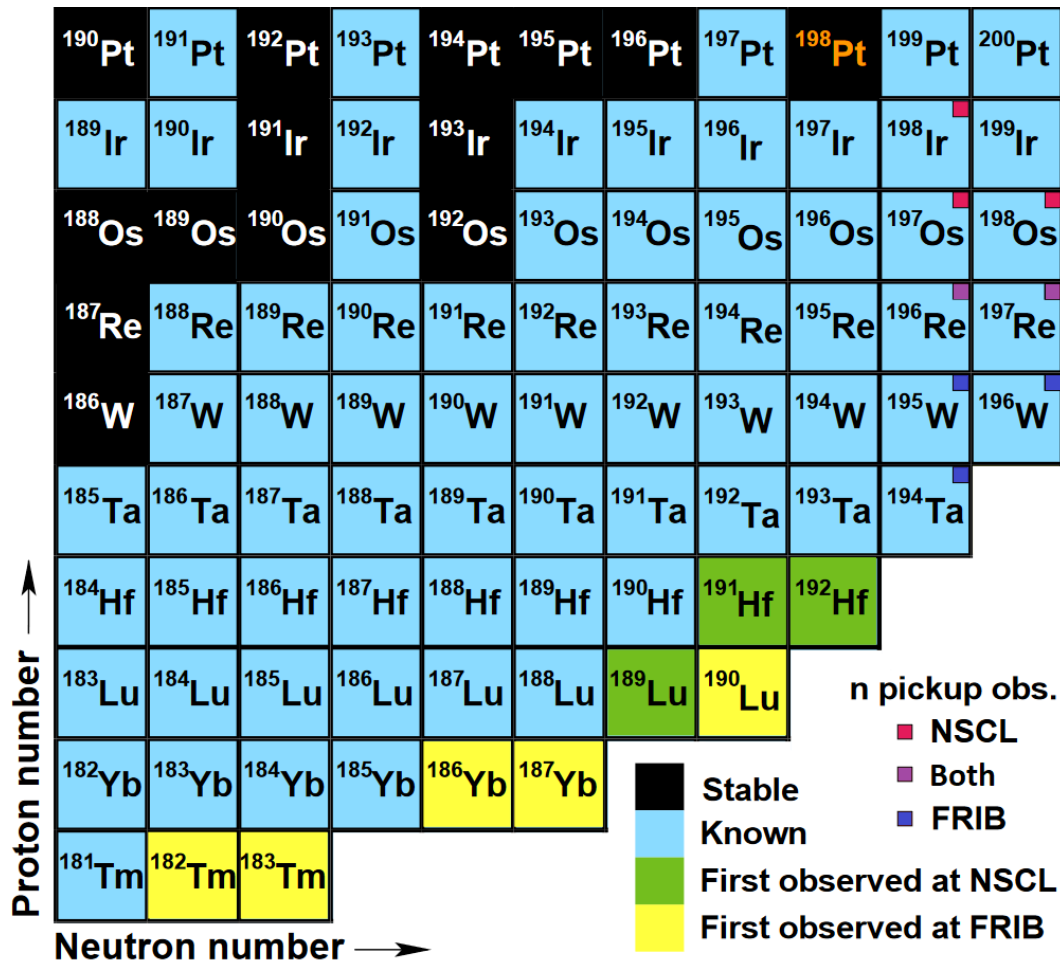 190Pt 191Pt 192Pt 193Pt 194Pt 195Pt 196Pt 197Pt 198Pt 199Pt 200Pt
189Ir 190Ir 191Ir 192Ir 193Ir 194Ir 195Ir 196Ir 197Ir 198Ir 199Ir
188Os 189Os 190Os 191Os 192Os 193Os 194Os 195Os 196Os 197Os 198Os
187Re 188Re 189Re 190Re 191Re 192Re 193Re 194Re 195Re 196Re 197Re
186W 187W 188W 189W 190W 191W 192W 193W 194W 195W 196W
185Ta 186Ta 187Ta 188Ta 189Ta 190Ta 191Ta 192Ta 193Ta 194Ta
184Hf 185Hf 186Hf 187Hf 188Hf 189Hf 190Hf 191Hf 192Hf
183Lu 184Lu 185Lu 186Lu 187Lu 188Lu 189Lu 190Lu
182Yb 183Yb 184Yb 185Yb 186Yb 187Yb
181Tm 182Tm 183Tm
Proton number
Neutron number
n pickup obs.
NSCL
Both
FRIB
Stable
Known
First observed at NSCL
First observed at FRIB